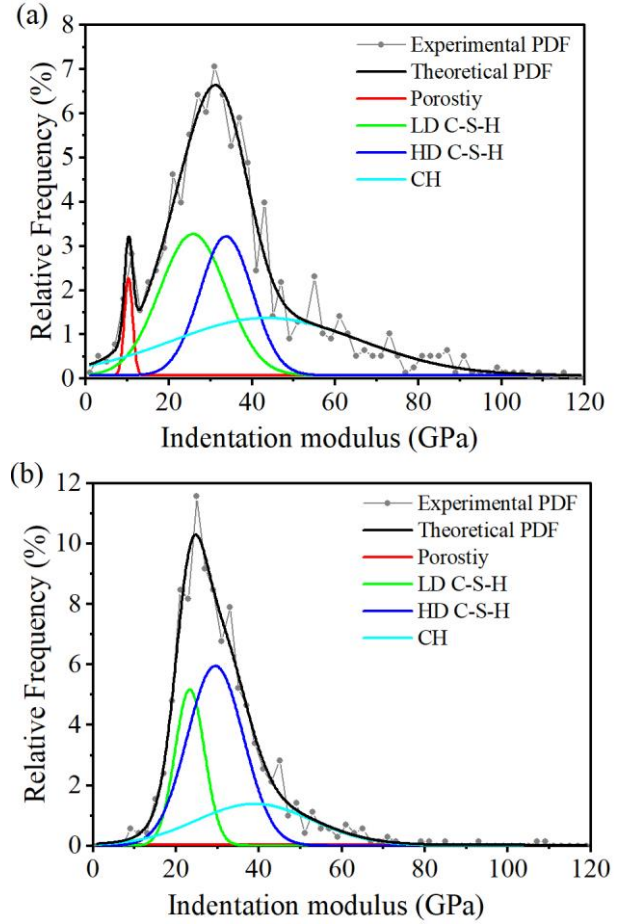 (a)
8
7
6
5
4
3
2
1
0
Relative Frequency (%)
Experimental PDF
Theoretical PDF
Porostiy
LD C-S-H
HD C-S-H
CH
0 20 40 60 80 100 120
Indentation modulus (GPa)
(b)
12
10
8
6
4
2
0
Relative Frequency (%)
Experimental PDF
Theoretical PDF
Porostiy
LD C-S-H
HD C-S-H
CH
0 20 40 60 80 100 120
Indentation modulus (GPa)